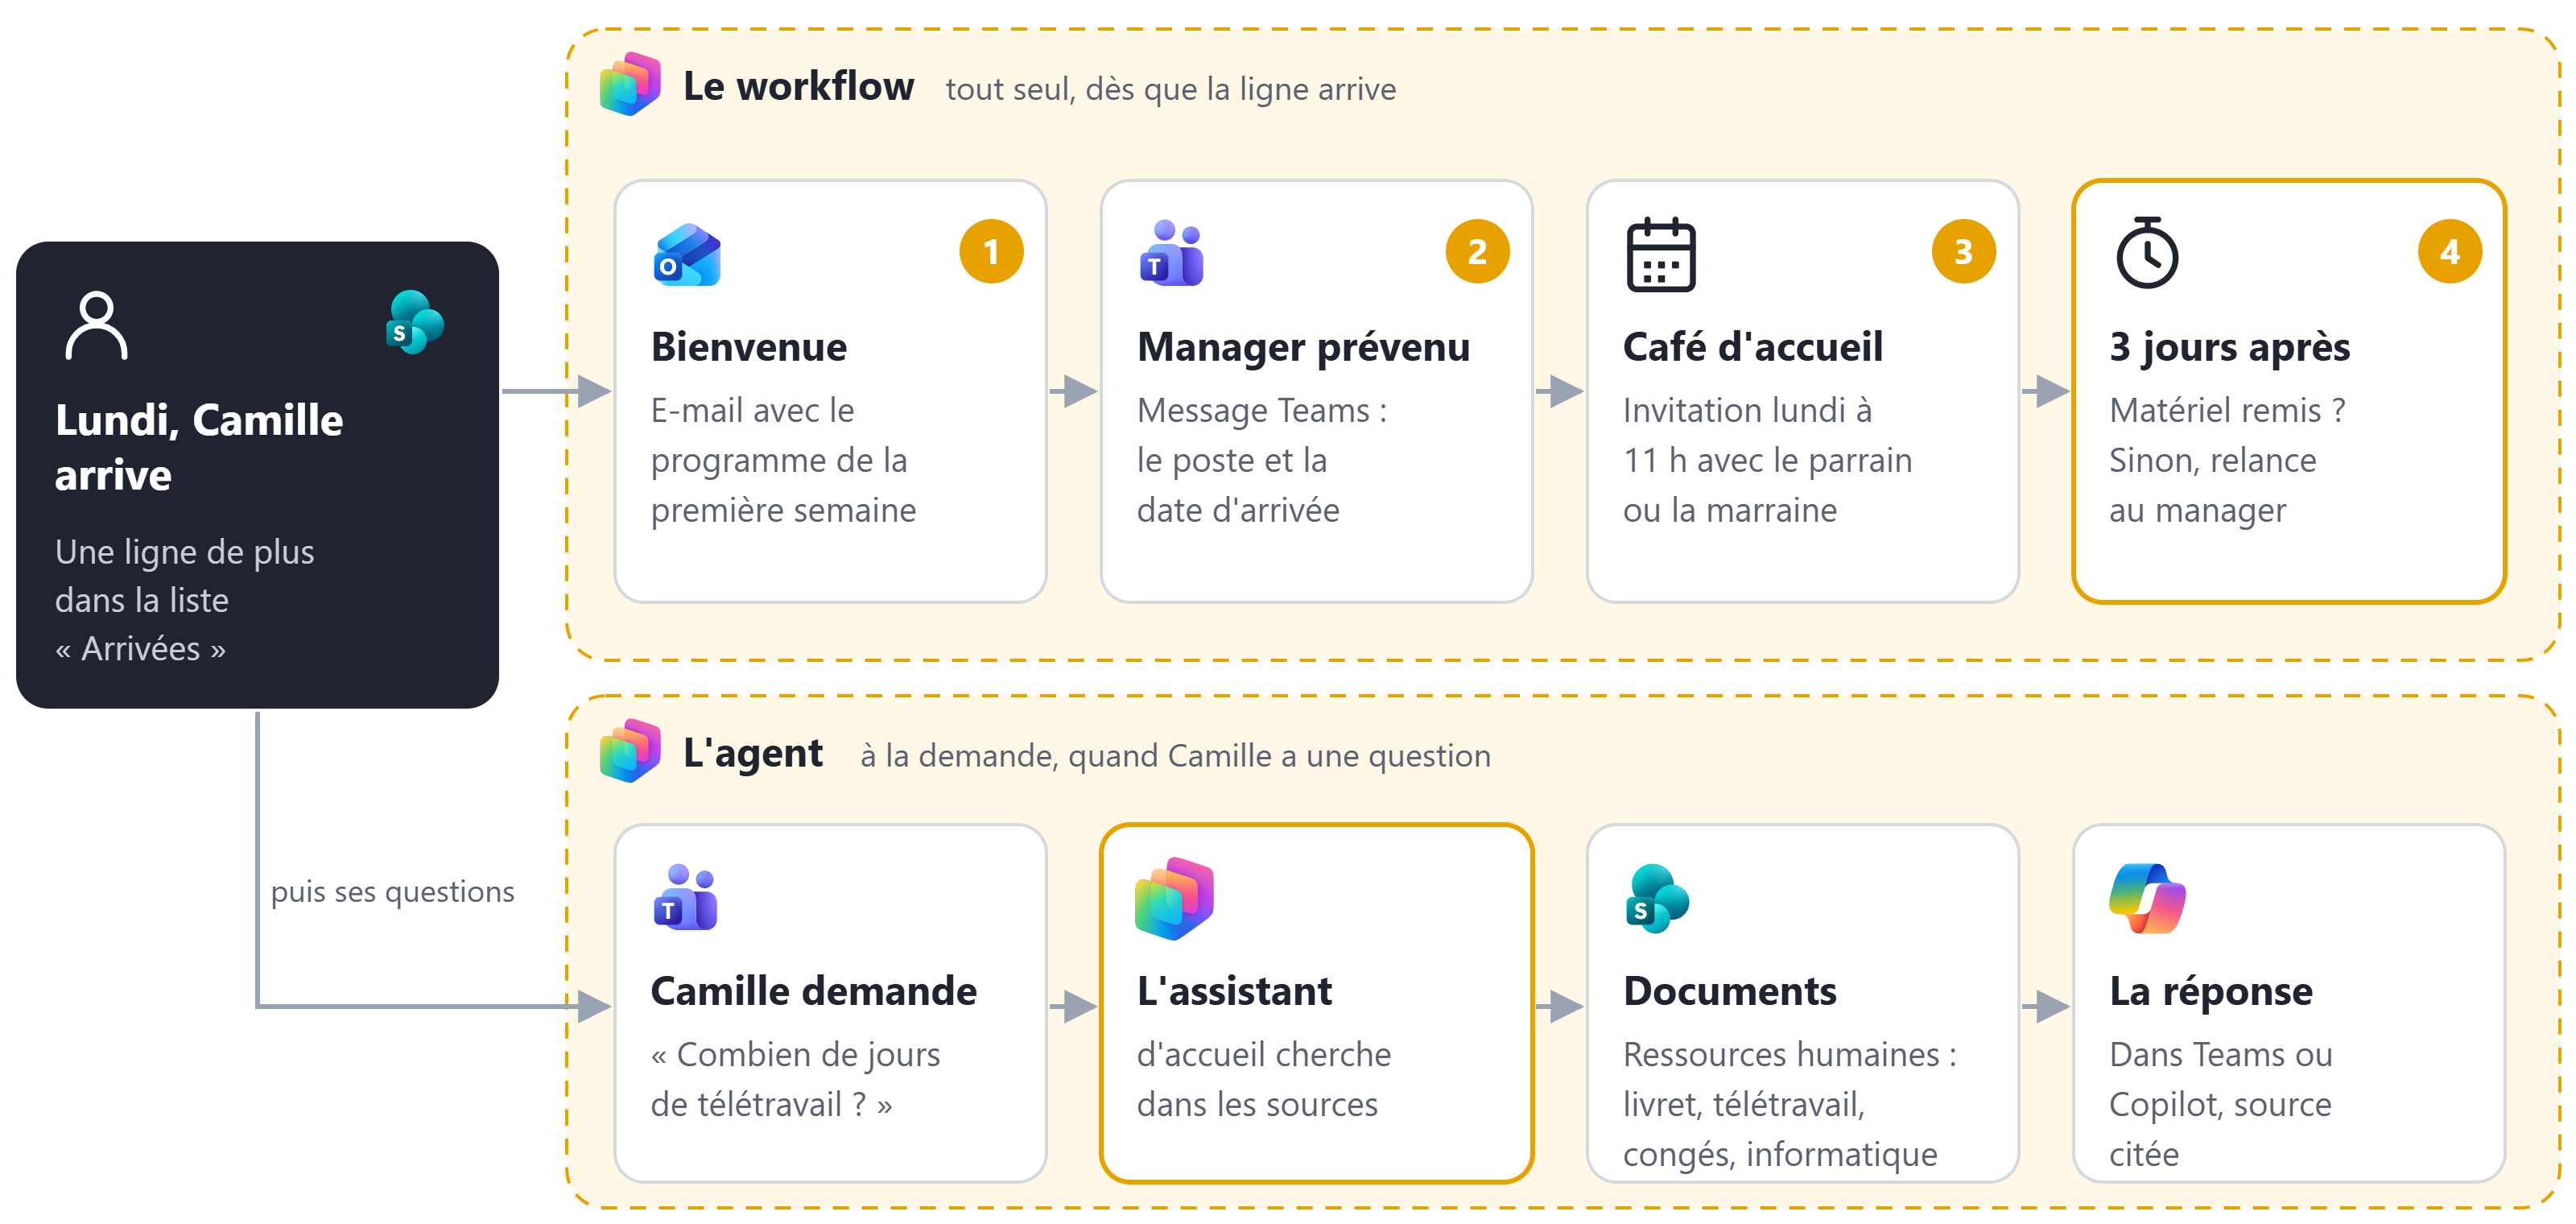 Le workflow tout seul, dès que la ligne arrive
Lundi, Camille
arrive
Une ligne de plus
dans la liste
« Arrivées »
S
O
1
Bienvenue
E-mail avec le
programme de la
première semaine
T
2
Manager prévenu
Message Teams :
le poste et la
date d'arrivée
3
Café d'accueil
Invitation lundi à
11 h avec le parrain
ou la marraine
4
3 jours après
Matériel remis ?
Sinon, relance
au manager
puis ses questions
L'agent à la demande, quand Camille a une question
T
Camille demande
« Combien de jours
de télétravail ? »
L'assistant
d'accueil cherche
dans les sources
S
Documents
Ressources humaines :
livret, télétravail,
congés, informatique
La réponse
Dans Teams ou
Copilot, source
citée